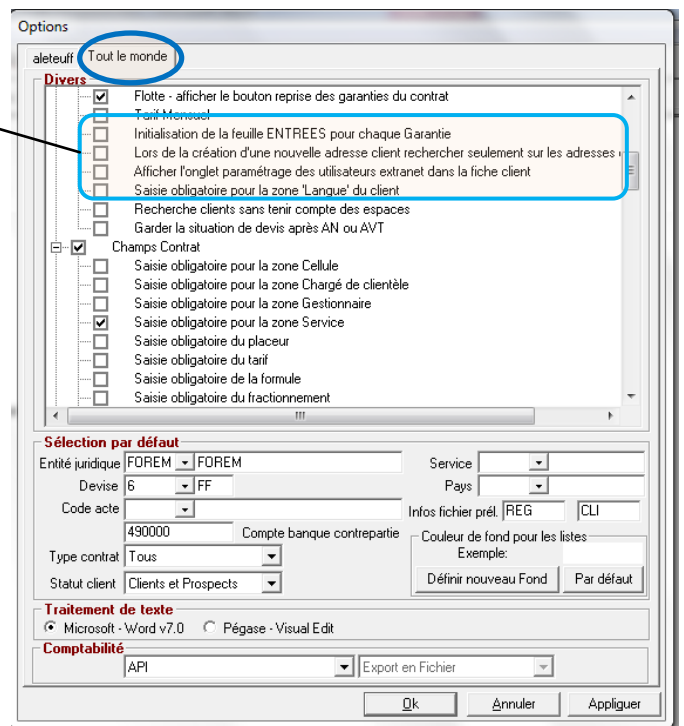 Options
aleteuff Tout le monde
Divers
Flotte - afficher le bouton reprise des garanties du contrat
Tarif Mensuel
Initialisation de la feuille ENTREES pour chaque Garantie
Lors de la création d'une nouvelle adresse client rechercher seulement sur les adresses
Afficher l'onglet paramétrage des utilisateurs extranet dans la fiche client
Saisie obligatoire pour la zone 'Langue' du client
Recherche clients sans tenir compte des espaces
Garder la situation de devis après AN ou AVT
Champs Contrat
Saisie obligatoire pour la zone Cellule
Saisie obligatoire pour la zone Chargé de clientèle
Saisie obligatoire pour la zone Gestionnaire
Saisie obligatoire pour la zone Service
Saisie obligatoire du placeur
Saisie obligatoire du tarif
Saisie obligatoire de la formule
Saisie obligatoire du fractionnement
Sélection par défaut
Entité juridique FOREM FOREM Service
Devise 6 FF Pays
Code acte Infos fichier prél. REG CLI
490000 Compte banque contrepartie Couleur de fond pour les listes
Exemple:
Type contrat Tous
Statut client Clients et Prospects Définir nouveau Fond Par défaut
Traitement de texte
Microsoft - Word v7.0 Pégase - Visual Edit
Comptabilité
API Export en Fichier
Ok Annuler Appliquer